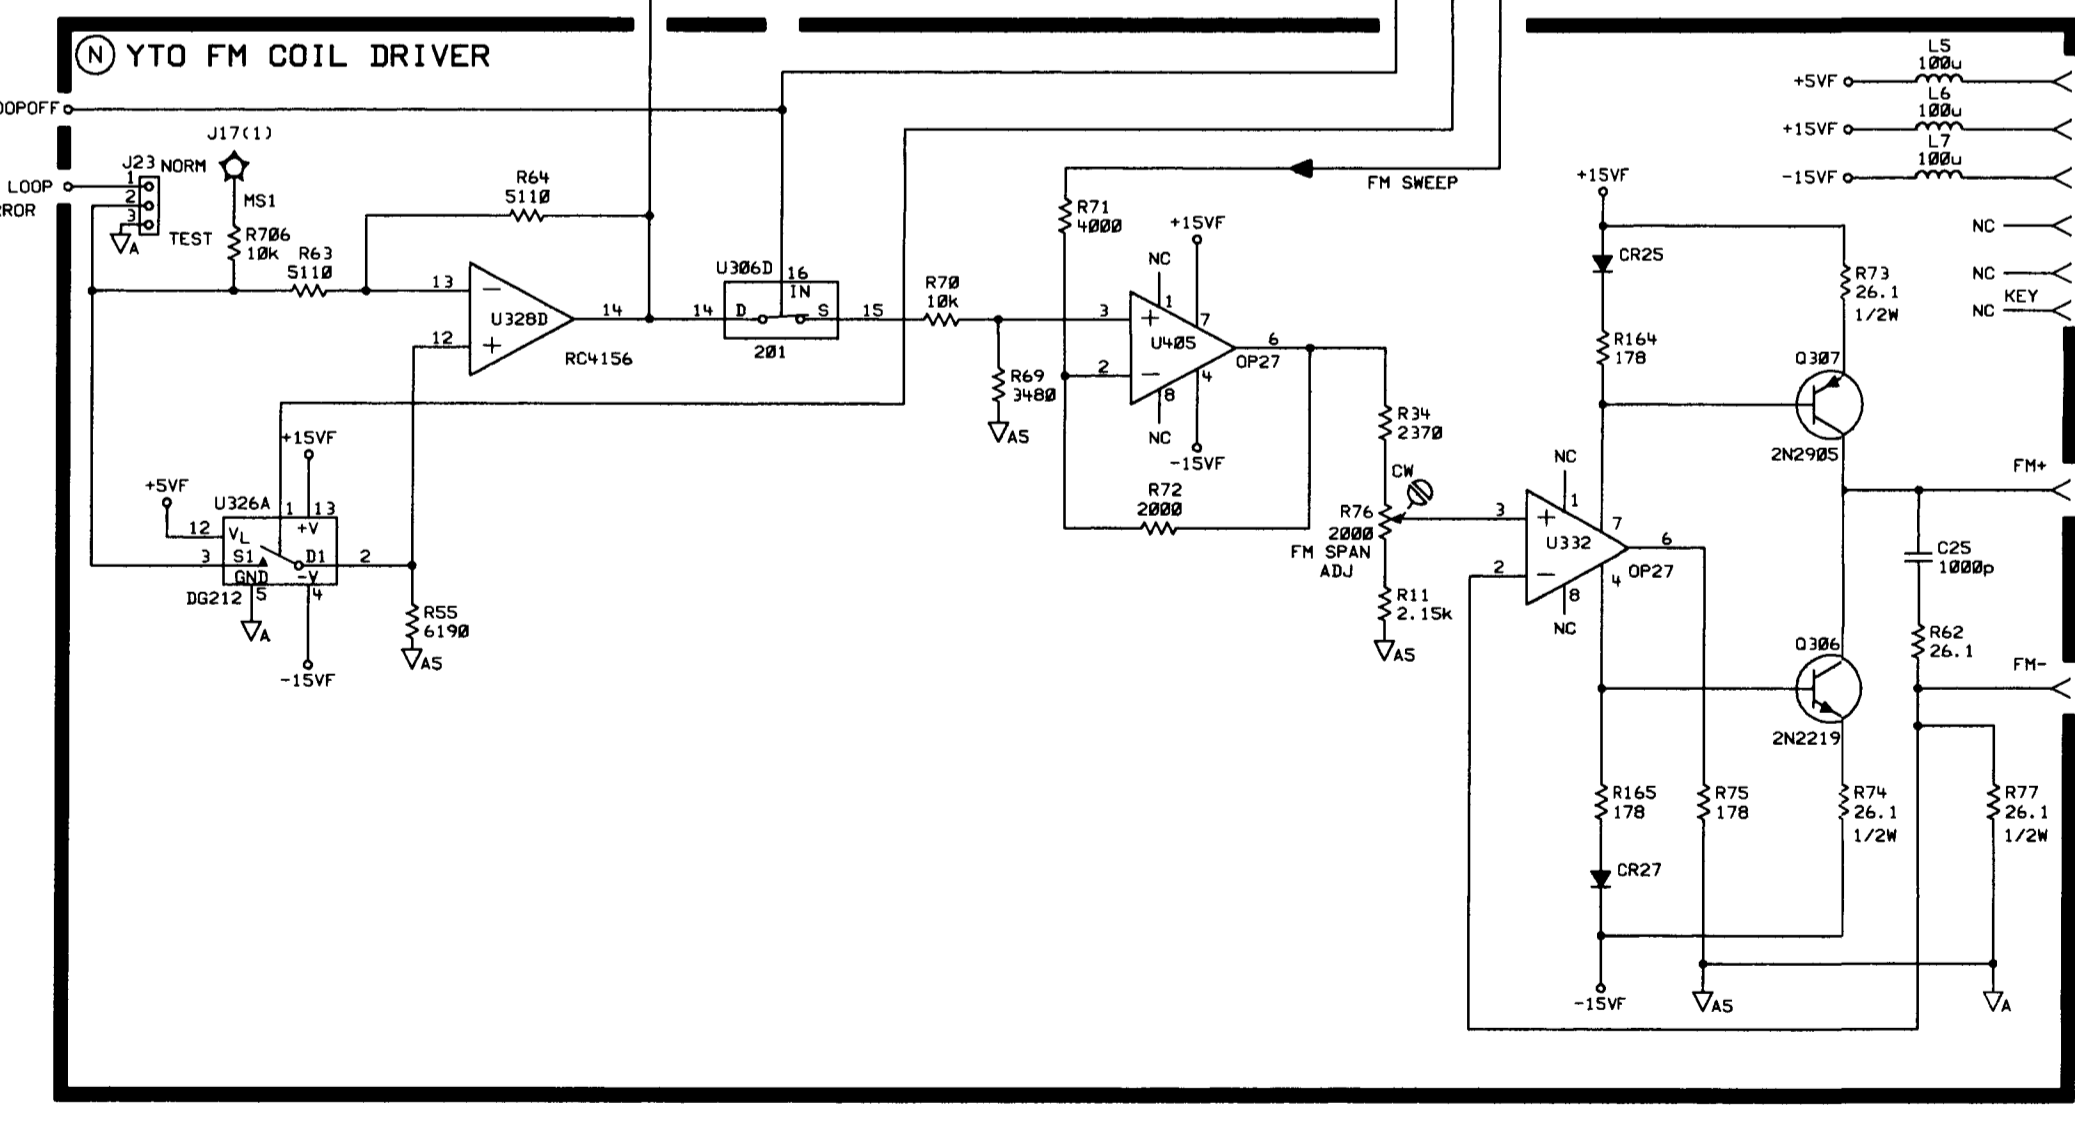 N YTO FM COIL DRIVER
OOPOFF
J17(1)
J23 NORM
1
LOOP
2
ROR
3
A
TEST
MS1
R706
10k
R63
5110
R64
5110
13
12
U328D
14
RC4156
U306D
16
IN
14
D
S
15
201
R70
10k
R69
3480
A5
FM SWEEP
R71
4000
+15VF
NC
1
7
3
U405
6
OP27
2
4
8
NC
-15VF
R72
2000
R34
2370
CW
R76
2000
FM SPAN
ADJ
R11
2.15k
A5
+15VF
+5VF
U326A
1
13
12
VL
+V
3
S1
D1
2
GND
-V
DG212
5
4
A
-15VF
R55
6190
A5
+15VF
CR25
R164
178
R73
26.1
1/2W
Q307
2N2905
NC
1
7
3
U332
6
OP27
2
4
8
NC
Q306
2N2219
R165
178
R75
178
R74
26.1
1/2W
R77
26.1
1/2W
CR27
-15VF
A5
A
C25
1000p
R62
26.1
FM+
FM-
L5
100u
+5VF
L6
100u
+15VF
L7
100u
-15VF
NC
NC
KEY
NC